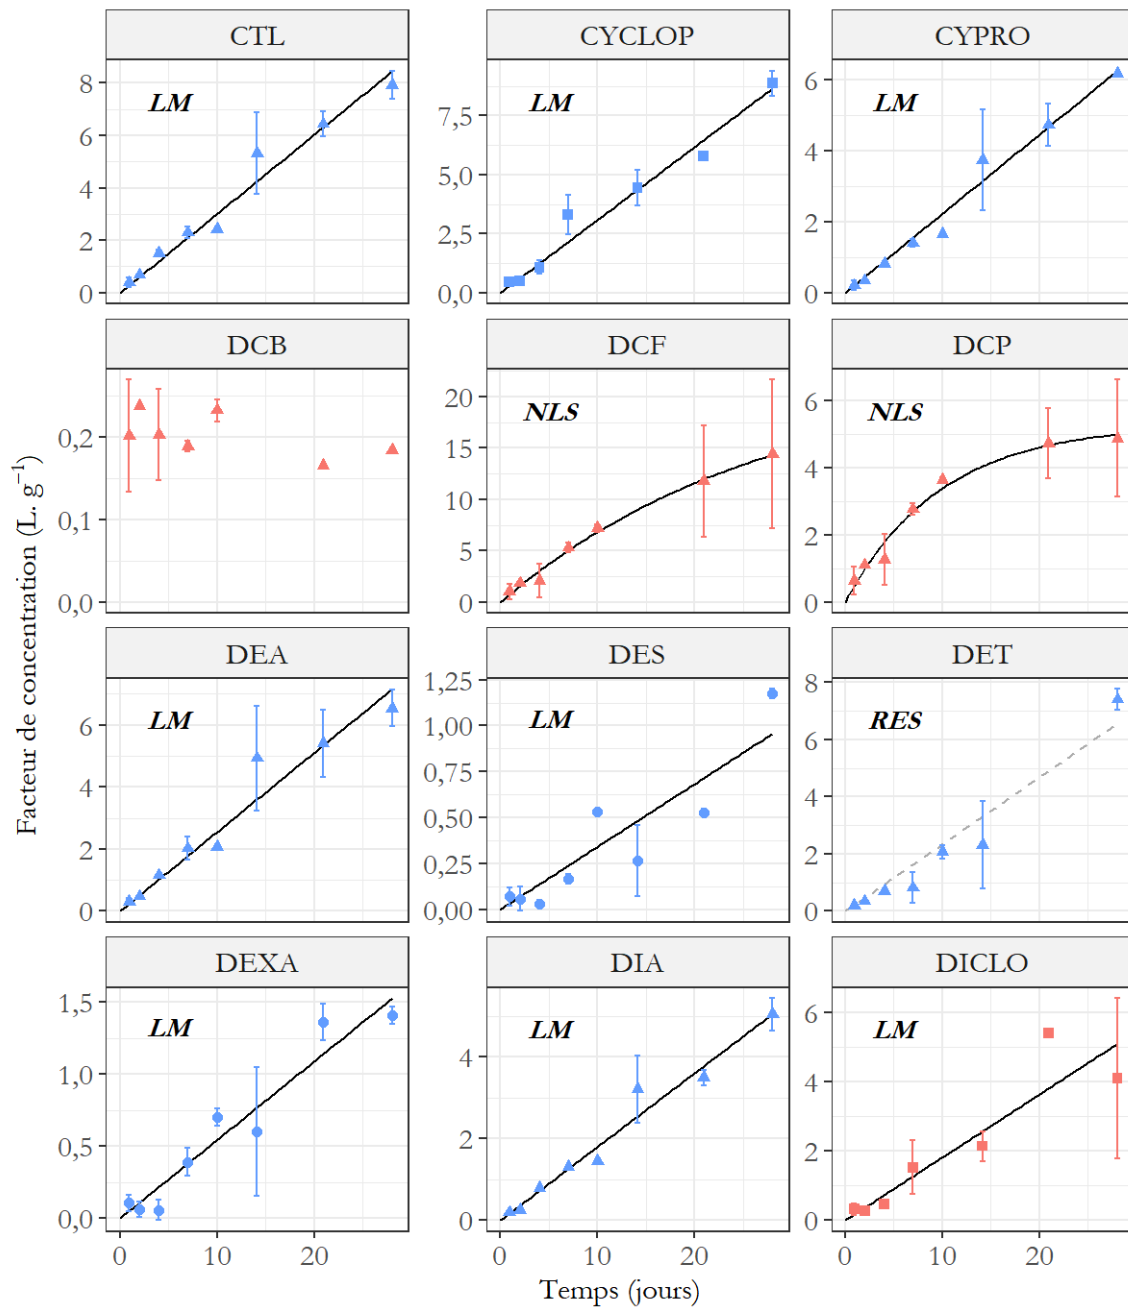 CTL
CYCLOP
CYPRO
LM
LM
LM
8
6
4
2
0
7,5
5,0
2,5
0,0
6
4
2
0
DCB
DCF
DCP
NLS
NLS
0,2
0,1
0,0
20
15
10
5
0
6
4
2
0
DEA
DES
DET
LM
LM
RES
6
4
2
0
1,25
1,00
0,75
0,50
0,25
0,00
8
6
4
2
0
DEXA
DIA
DICLO
LM
LM
LM
1,5
1,0
0,5
0,0
4
2
0
6
4
2
0
0 10 20
0 10 20
0 10 20
Temps (jours)
Facteur de concentration (L. g⁻¹)